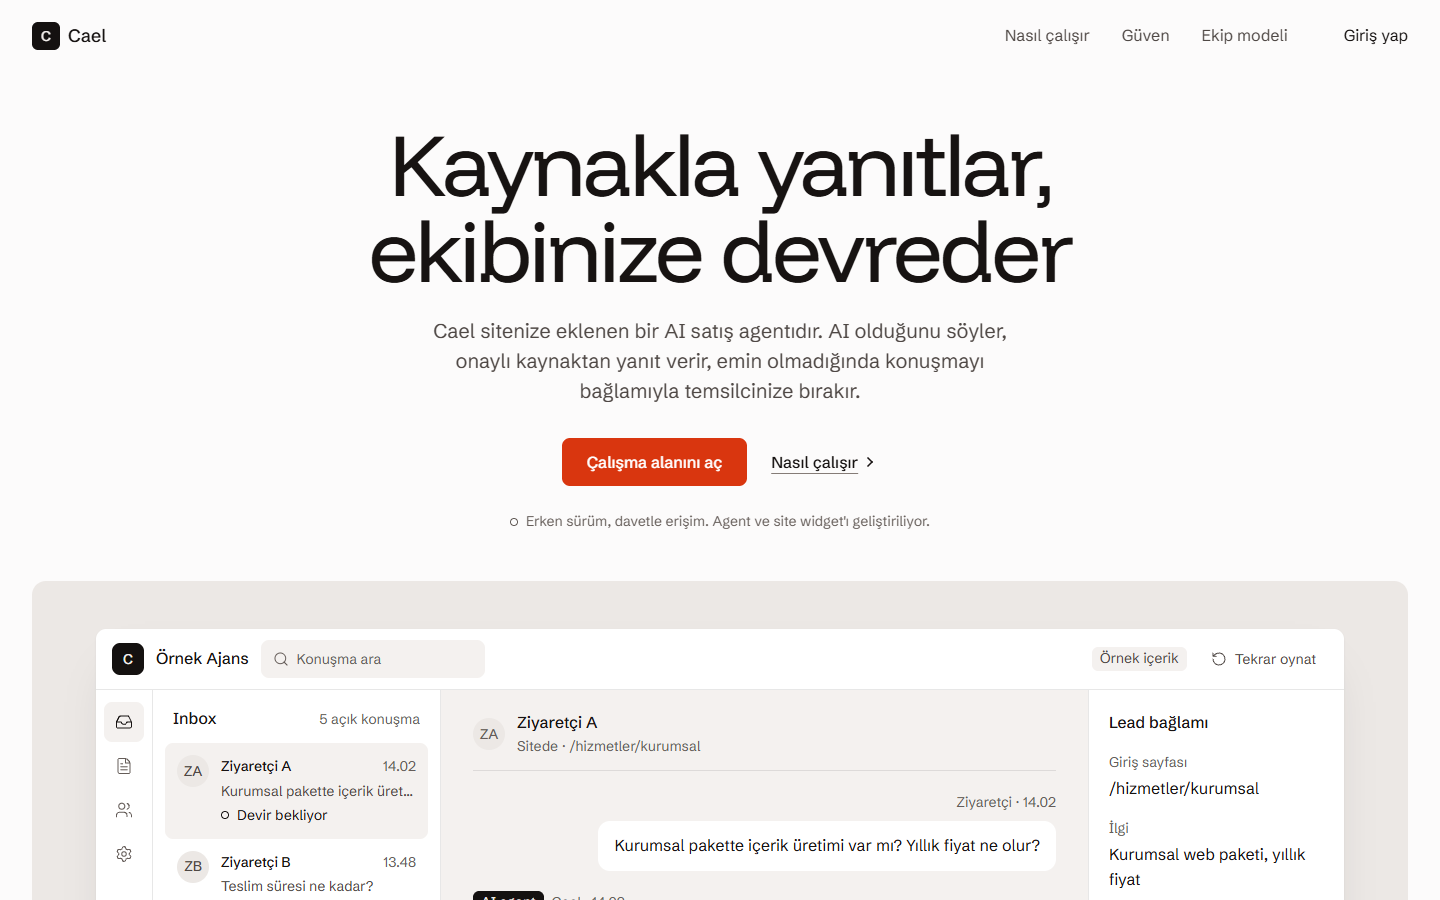 C Cael
Nasıl çalışır Güven Ekip modeli Giriş yap
Kaynakla yanıtlar,
ekibinize devreder
Cael sitenize eklenen bir AI satış agentıdır. AI olduğunu söyler,
onaylı kaynaktan yanıt verir, emin olmadığında konuşmayı
bağlamıyla temsilcinize bırakır.
Çalışma alanını aç Nasıl çalışır
Erken sürüm, davetle erişim. Agent ve site widget'ı geliştiriliyor.
C Örnek Ajans Konuşma ara Örnek içerik Tekrar oynat
Inbox 5 açık konuşma
ZA Ziyaretçi A 14.02
Kurumsal pakette içerik üret...
Devir bekliyor
ZB Ziyaretçi B 13.48
Teslim süresi ne kadar?
ZA Ziyaretçi A
Sitede · /hizmetler/kurumsal
Ziyaretçi · 14.02
Kurumsal pakette içerik üretimi var mı? Yıllık fiyat ne olur?
Lead bağlamı
Giriş sayfası
/hizmetler/kurumsal
İlgi
Kurumsal web paketi, yıllık
fiyat